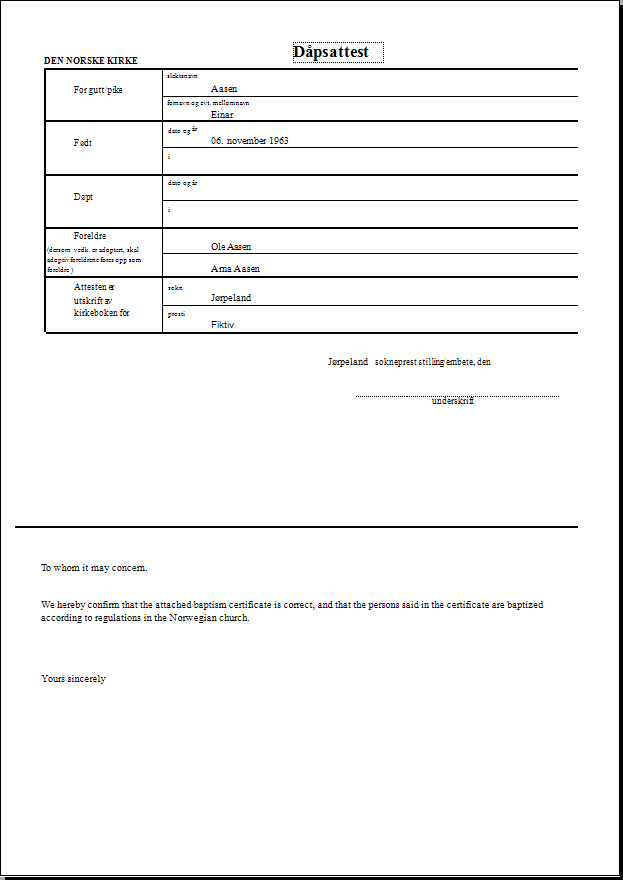 Dåpsattest
DEN NORSKE KIRKE
slektsnavn
For gutt/pike
Aasen
fornavn og evt. mellomnavn
Einar
dato og år
Født
06. november 1963
i
dato og år
Døpt
i
Foreldre
(dersom vedk. er adoptert, skal
adoptivforeldrene føres opp som
foreldre )
Ole Aasen
Arna Aasen
Attesten er
utskrift av
kirkeboken for
sokn
Jørpeland
prosti
Fiktiv
Jørpeland sokneprest stilling/embete, den
underskrift
To whom it may concern.
We hereby confirm that the attached baptism certificate is correct, and that the persons said in the certificate are baptized
according to regulations in the Norwegian church.
Yours sincerely